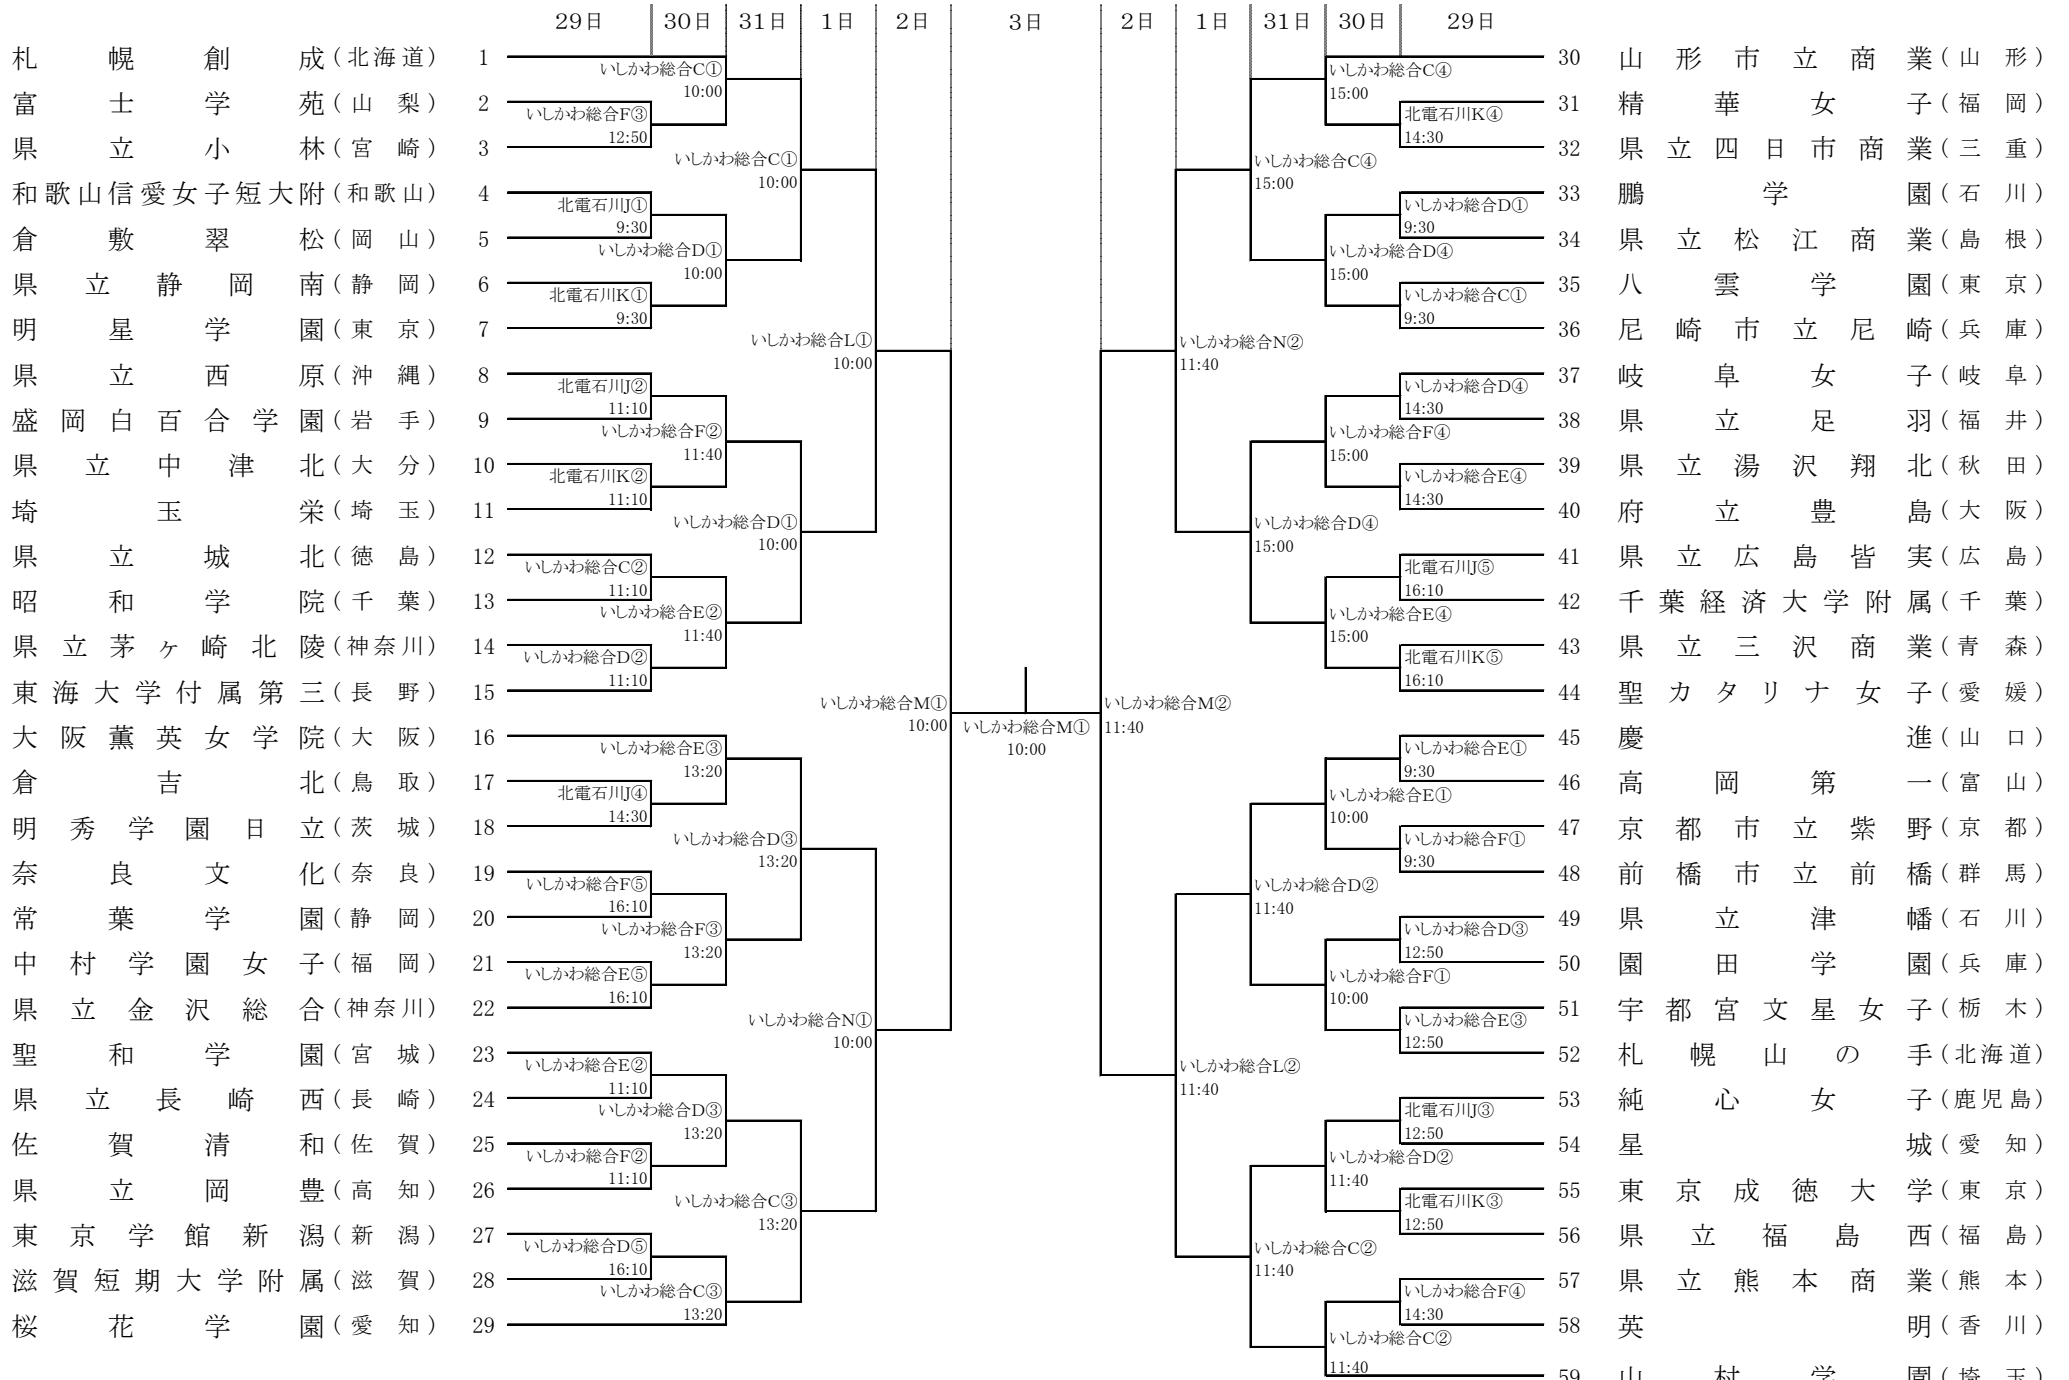 29日 30日 31日 1日 2日 3日 2日 1日 31日 30日 29日
札幌創成(北海道) 1
いしかわ総合C①
10:00
富士学苑(山梨) 2
いしかわ総合F③
12:50
県立小林(宮崎) 3
いしかわ総合C①
10:00
和歌山信愛女子短大附(和歌山) 4
北電石川J①
9:30
倉敷翠松(岡山) 5
いしかわ総合D①
10:00
県立静岡南(静岡) 6
北電石川K①
9:30
明星学園(東京) 7
いしかわ総合L①
10:00
県立西原(沖縄) 8
北電石川J②
11:10
盛岡白百合学園(岩手) 9
いしかわ総合F②
11:40
県立中津北(大分) 10
北電石川K②
11:10
埼玉栄(埼玉) 11
いしかわ総合D①
10:00
県立城北(徳島) 12
いしかわ総合C②
11:10
昭和学院(千葉) 13
いしかわ総合E②
11:40
県立茅ヶ崎北陵(神奈川) 14
いしかわ総合D②
11:10
東海大学付属第三(長野) 15
いしかわ総合M①
10:00
大阪薫英女学院(大阪) 16
いしかわ総合E③
13:20
倉吉北(鳥取) 17
北電石川J④
14:30
明秀学園日立(茨城) 18
いしかわ総合D③
13:20
奈良文化(奈良) 19
いしかわ総合F⑤
16:10
常葉学園(静岡) 20
いしかわ総合F③
13:20
中村学園女子(福岡) 21
いしかわ総合E⑤
16:10
県立金沢総合(神奈川) 22
いしかわ総合N①
10:00
聖和学園(宮城) 23
いしかわ総合E②
11:10
県立長崎西(長崎) 24
いしかわ総合D③
13:20
佐賀清和(佐賀) 25
いしかわ総合F②
11:10
県立岡豊(高知) 26
いしかわ総合C③
13:20
東京学館新潟(新潟) 27
いしかわ総合D⑤
16:10
滋賀短期大学附属(滋賀) 28
いしかわ総合C③
13:20
桜花学園(愛知) 29
いしかわ総合M①
10:00
30 山形市立商業(山形)
いしかわ総合C④
15:00
31 精華女子(福岡)
北電石川K④
14:30
32 県立四日市商業(三重)
いしかわ総合C④
15:00
33 鵬学園(石川)
いしかわ総合D①
9:30
34 県立松江商業(島根)
いしかわ総合D④
15:00
35 八雲学園(東京)
いしかわ総合C①
9:30
36 尼崎市立尼崎(兵庫)
いしかわ総合N②
11:40
37 岐阜女子(岐阜)
いしかわ総合D④
14:30
38 県立足羽(福井)
いしかわ総合F④
15:00
39 県立湯沢翔北(秋田)
いしかわ総合E④
14:30
40 府立豊島(大阪)
いしかわ総合D④
15:00
41 県立広島皆実(広島)
北電石川J⑤
16:10
42 千葉経済大学附属(千葉)
いしかわ総合E④
15:00
43 県立三沢商業(青森)
北電石川K⑤
16:10
44 聖カタリナ女子(愛媛)
いしかわ総合M②
11:40
45 慶進(山口)
いしかわ総合E①
9:30
46 高岡第一(富山)
いしかわ総合E①
10:00
47 京都市立紫野(京都)
いしかわ総合F①
9:30
48 前橋市立前橋(群馬)
いしかわ総合D②
11:40
49 県立津幡(石川)
いしかわ総合D③
12:50
50 園田学園(兵庫)
いしかわ総合F①
10:00
51 宇都宮文星女子(栃木)
いしかわ総合E③
12:50
52 札幌山の手(北海道)
いしかわ総合L②
11:40
53 純心女子(鹿児島)
北電石川J③
12:50
54 星城(愛知)
いしかわ総合D②
11:40
55 東京成徳大学(東京)
北電石川K③
12:50
56 県立福島西(福島)
いしかわ総合C②
11:40
57 県立熊本商業(熊本)
いしかわ総合F④
14:30
58 英明(香川)
いしかわ総合C②
11:40
59 山村学園(埼玉)